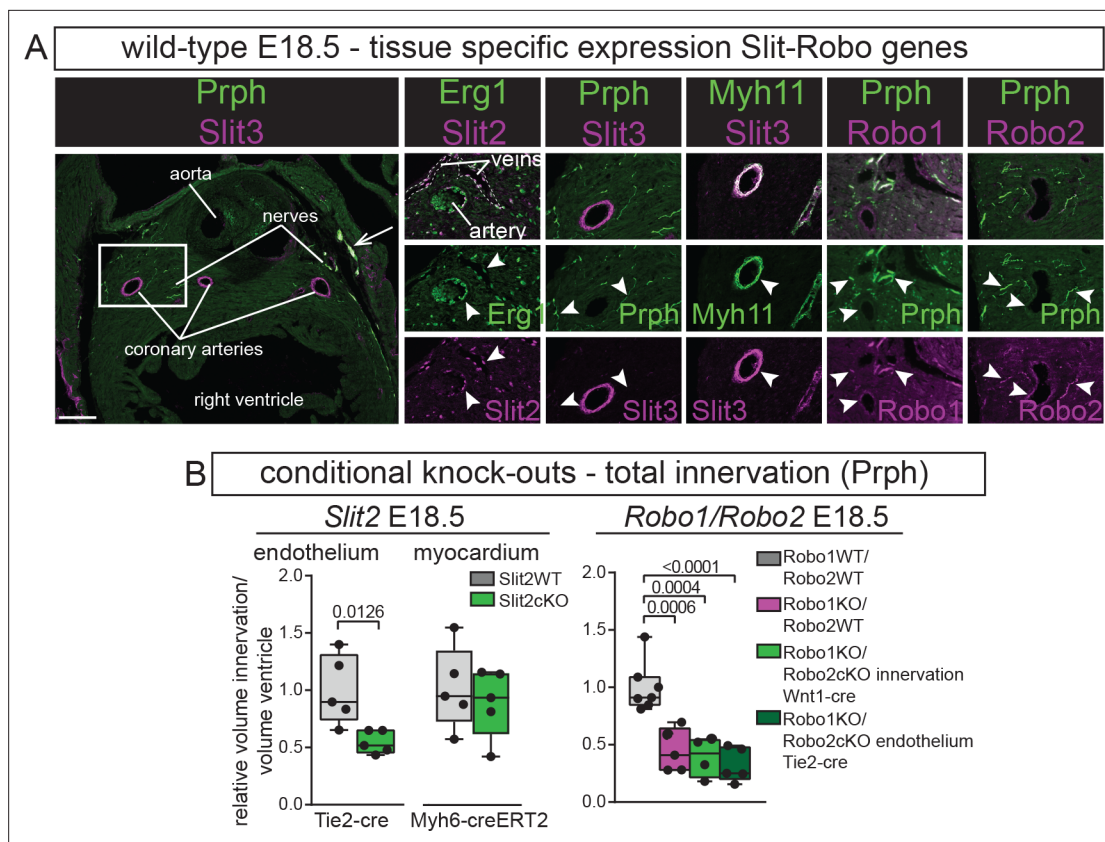 A
wild-type E18.5 - tissue specific expression Slit-Robo genes
Prph
Slit3
Erg1
Slit2
Prph
Slit3
Myh11
Slit3
Prph
Robo1
Prph
Robo2
aorta
nerves
coronary arteries
right ventricle
veins
artery
Erg1
Prph
Myh11
Prph
Prph
Slit2
Slit3
Slit3
Robo1
Robo2
B
conditional knock-outs - total innervation (Prph)
Slit2 E18.5
endothelium
myocardium
Slit2WT
Slit2cKO
relative volume innervation/
volume ventricle
2.0
1.5
1.0
0.5
0.0
0.0126
Tie2-cre
Myh6-creERT2
Robo1/Robo2 E18.5
2.0
1.5
1.0
0.5
0.0
<0.0001
0.0004
0.0006
Robo1WT/
Robo2WT
Robo1KO/
Robo2WT
Robo1KO/
Robo2cKO innervation
Wnt1-cre
Robo1KO/
Robo2cKO endothelium
Tie2-cre